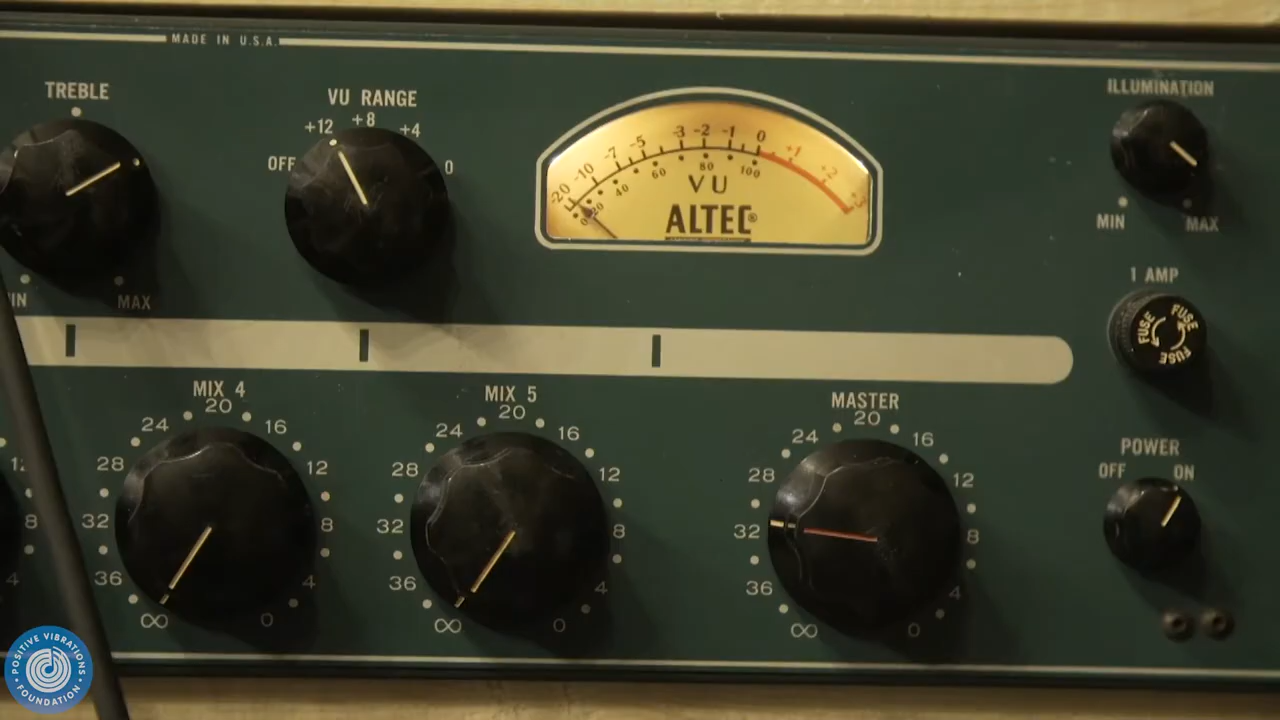 MADE IN U.S.A.
TREBLE
MAX
VU RANGE
OFF +12 +8 +4 0
-20 -10 -7 -5 -3 -2 -1 0 +1 +2
0 20 40 60 80 100
VU
ALTEC®
ILLUMINATION
MIN MAX
1 AMP
FUSE FUSE FUSE
MIX 4
∞ 36 32 28 24 20 16 12 8 4 0
MIX 5
∞ 36 32 28 24 20 16 12 8 4 0
MASTER
∞ 36 32 28 24 20 16 12 8 4 0
POWER
OFF ON
8
4
POSITIVE VIBRATIONS
FOUNDATION